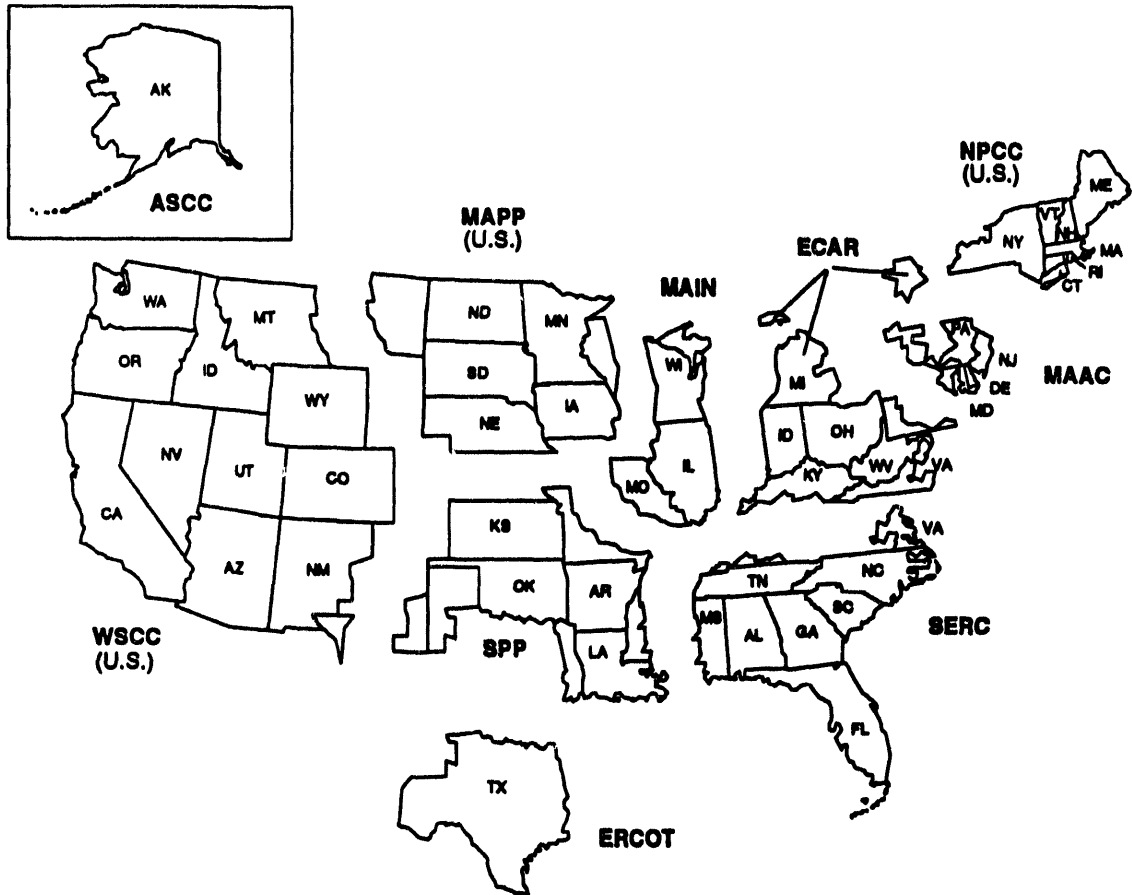 AK
ASCC
NPCC
(U.S.)
ME
VT
NH
NY
MA
RI
CT
MAPP
(U.S.)
ECAR
MAIN
WA
MT
ND
MN
OR
ID
WY
SD
WI
MI
PA
NJ
MAAC
DE
MD
NE
IA
NV
UT
CO
IL
MO
ID
OH
WV
VA
KY
CA
AZ
NM
KS
OK
AR
LA
SPP
WSCC
(U.S.)
VA
TN
NC
MS
AL
GA
SC
SERC
FL
TX
ERCOT